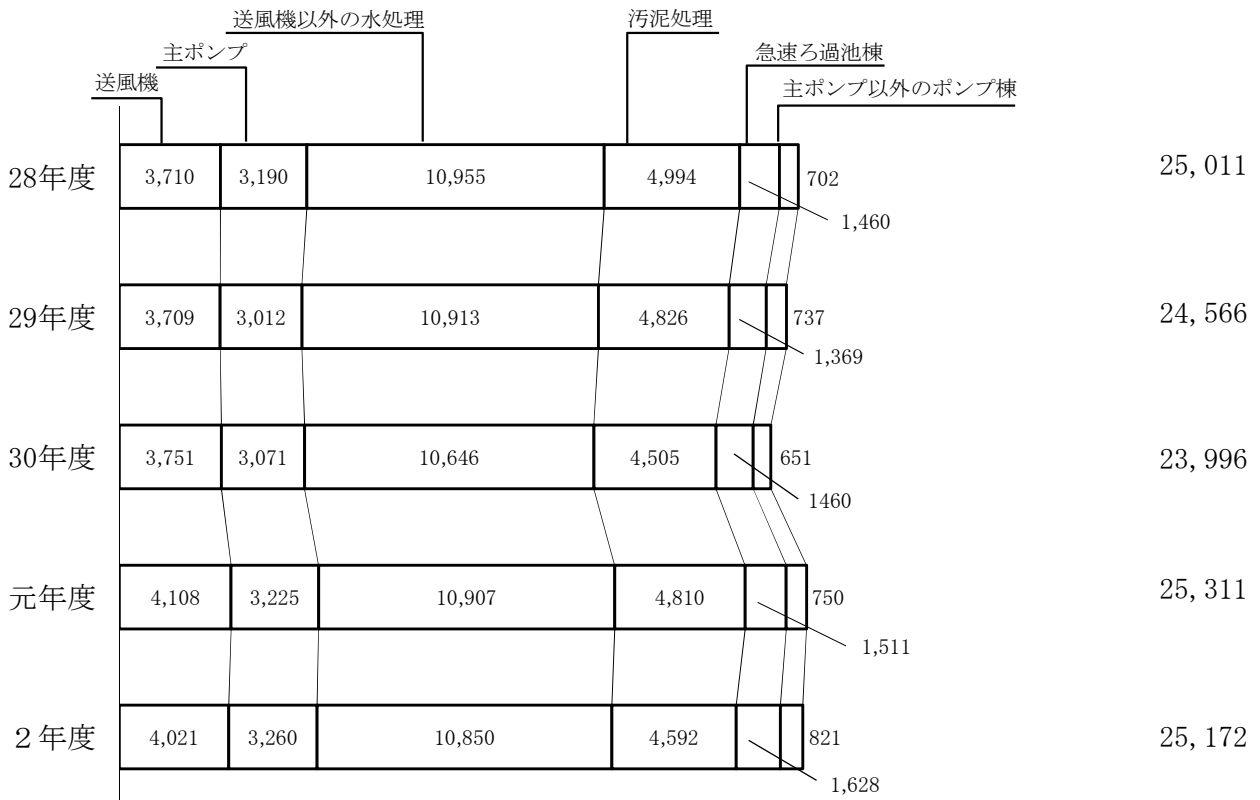 送風機以外の水処理
汚泥処理
主ポンプ
急速ろ過池棟
送風機
主ポンプ以外のポンプ棟
28年度 3,710 3,190 10,955 4,994 702 25,011
1,460
29年度 3,709 3,012 10,913 4,826 737 24,566
1,369
30年度 3,751 3,071 10,646 4,505 651 23,996
1460
元年度 4,108 3,225 10,907 4,810 750 25,311
1,511
２年度 4,021 3,260 10,850 4,592 821 25,172
1,628